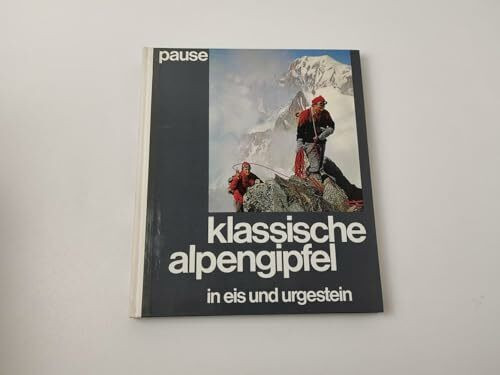 pause
klassische
alpengipfel
in eis und urgestein